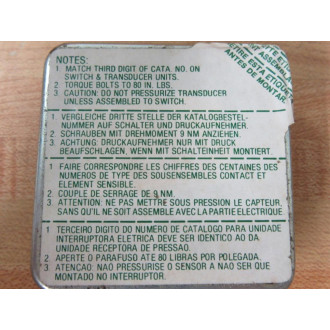 NOTES:
1. MATCH THIRD DIGIT OF CATA. NO. ON
SWITCH & TRANSDUCER UNITS.
2. TORQUE BOLTS TO 80 IN. LBS.
3. CAUTION: DO NOT PRESSURIZE TRANSDUCER
UNLESS ASSEMBLED TO SWITCH.
1. VERGLEICHE DRITTE STELLE DER KATALOGBESTEL-
NUMMER AUF SCHALTER UND DRUCKAUFNEHMER.
2. SCHRAUBEN MIT DREHMOMENT 9 NM ANZIEHEN.
3. ACHTUNG: DRUCKAUFNEHMER NUR MIT DRUCK
BEAUFSCHLAGEN, WENN MIT SCHALTEINHEIT MONTIERT.
1. FAIRE CORRESPONDRE LES CHIFFRES DES CENTAINES DES
NUMEROS DE TYPE DES SOUSENSEMBLES CONTACT ET
ELEMENT SENSIBLE.
2. COUPLE DE SERRAGE DE 9 NM.
3. ATTENTION: NE PAS METTRE SOUS PRESSION LE CAPTEUR,
SANS QU'IL NE SOIT ASSEMBLE AVEC LA PARTIE ELECTRIQUE
1. TERCEIRO DIGITO DO NUMERO DE CATALOGO PARA UNIDADE
INTERRUPTORA ELETRICA DEVE SER IDENTICO AO DA
UNIDADE RECEPTORA DE PRESSAO.
2. APERTE O PARAFUSO ATE 80 LIBRAS POR POLEGADA.
3. ATENCAO: NAO PRESSURISE O SENSOR A NAO SER QUE
MONTADO NO INTERRUPTOR.
TIRE ESTA ETIQUE
ANTES DE MONTAR.